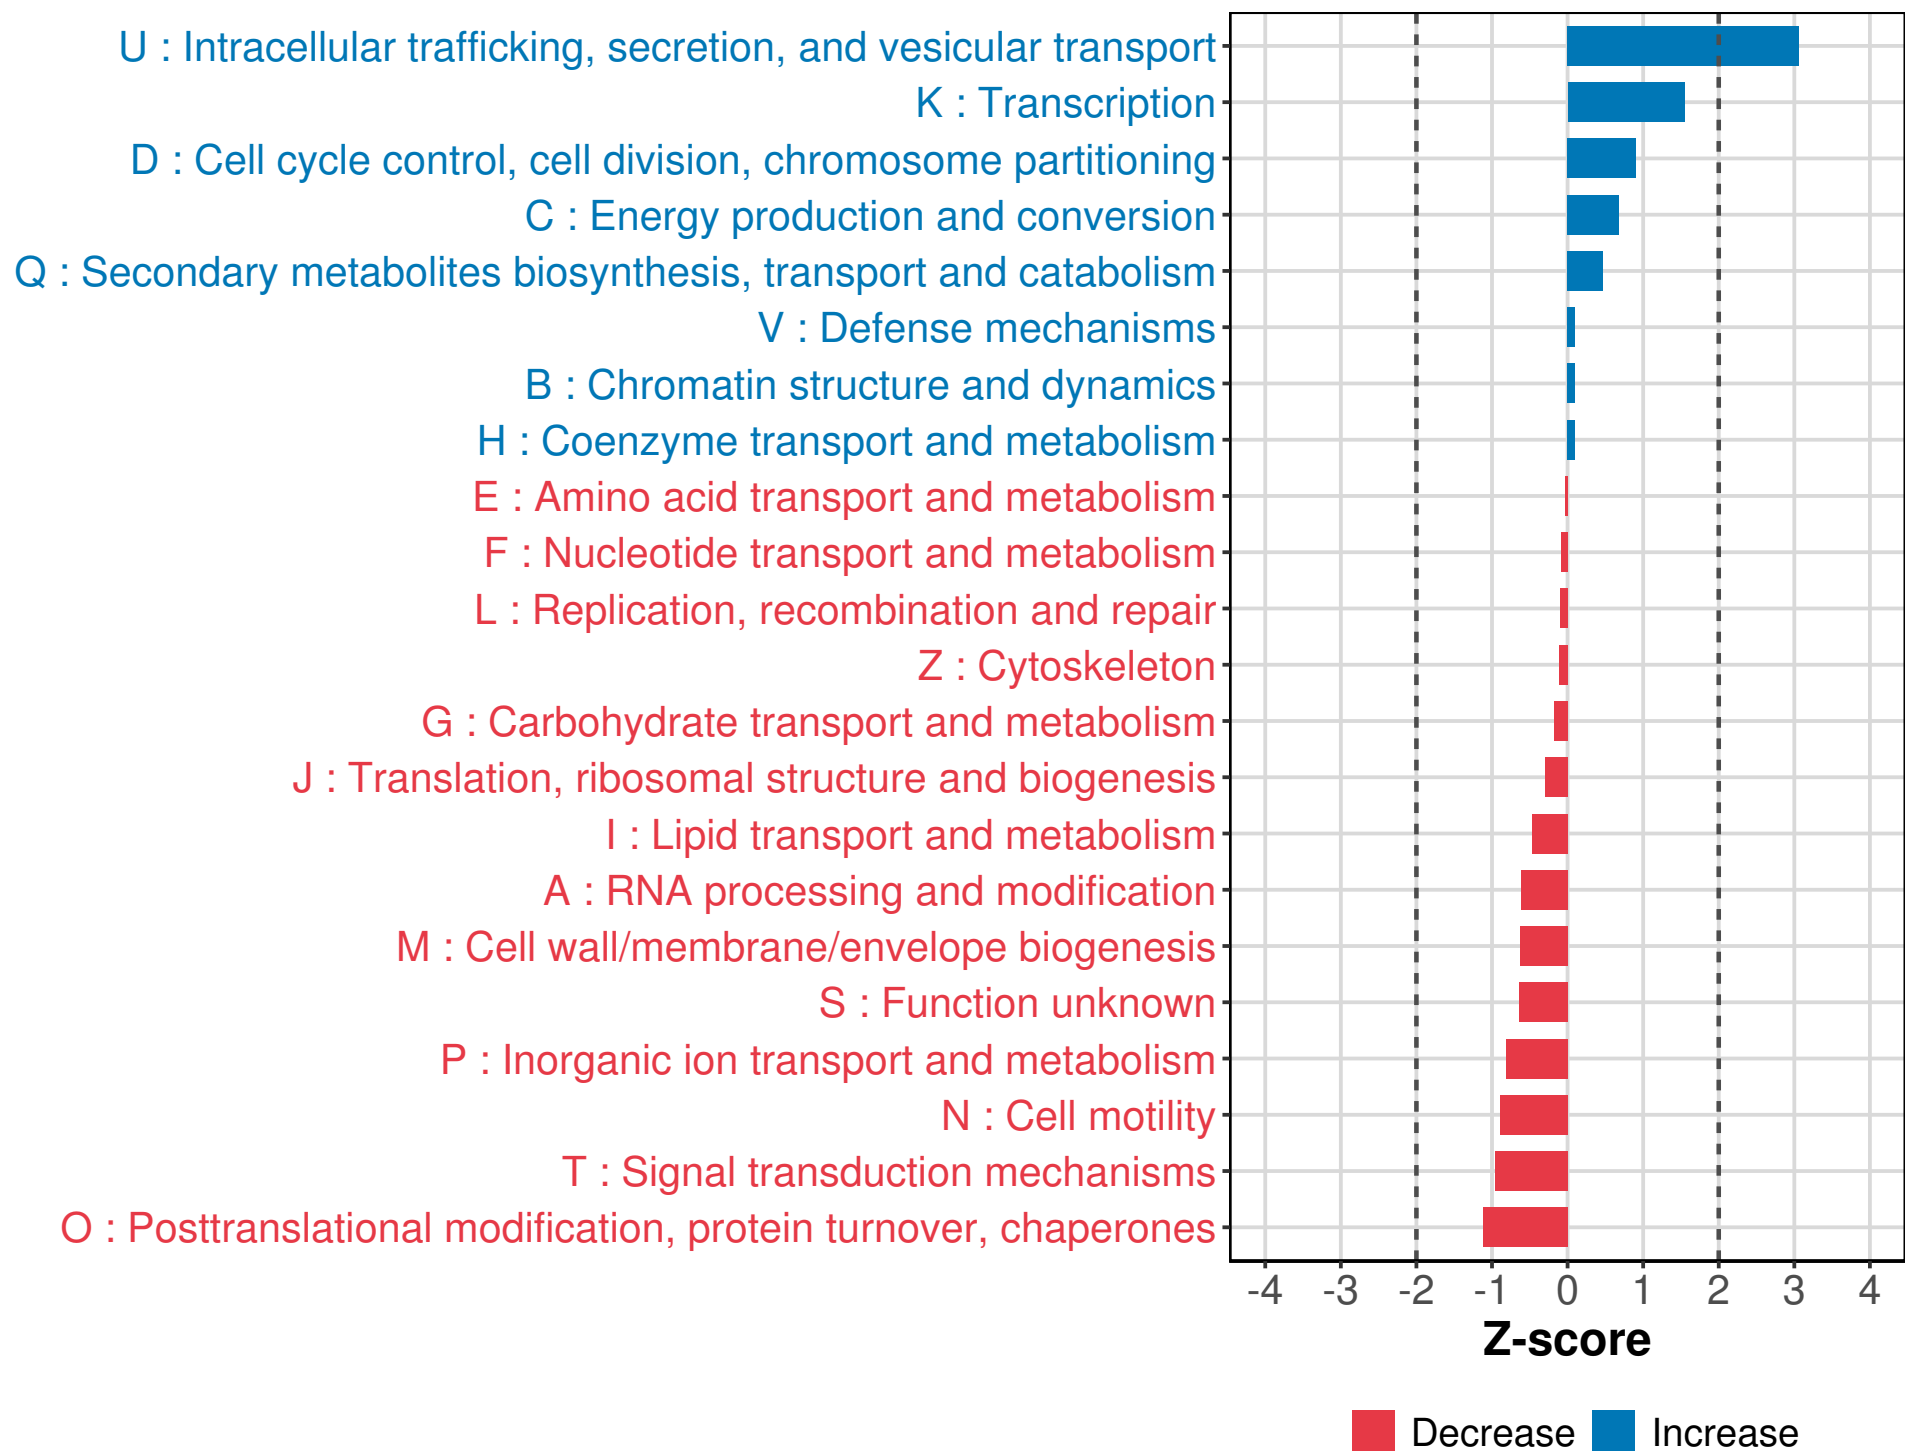 U : Intracellular trafficking, secretion, and vesicular transport
K : Transcription
D : Cell cycle control, cell division, chromosome partitioning
C : Energy production and conversion
Q : Secondary metabolites biosynthesis, transport and catabolism
V : Defense mechanisms
B : Chromatin structure and dynamics
H : Coenzyme transport and metabolism
E : Amino acid transport and metabolism
F : Nucleotide transport and metabolism
L : Replication, recombination and repair
Z : Cytoskeleton
G : Carbohydrate transport and metabolism
J : Translation, ribosomal structure and biogenesis
I : Lipid transport and metabolism
A : RNA processing and modification
M : Cell wall/membrane/envelope biogenesis
S : Function unknown
P : Inorganic ion transport and metabolism
N : Cell motility
T : Signal transduction mechanisms
O : Posttranslational modification, protein turnover, chaperones
-4 -3 -2 -1 0 1 2 3 4
Z-score
Decrease Increase